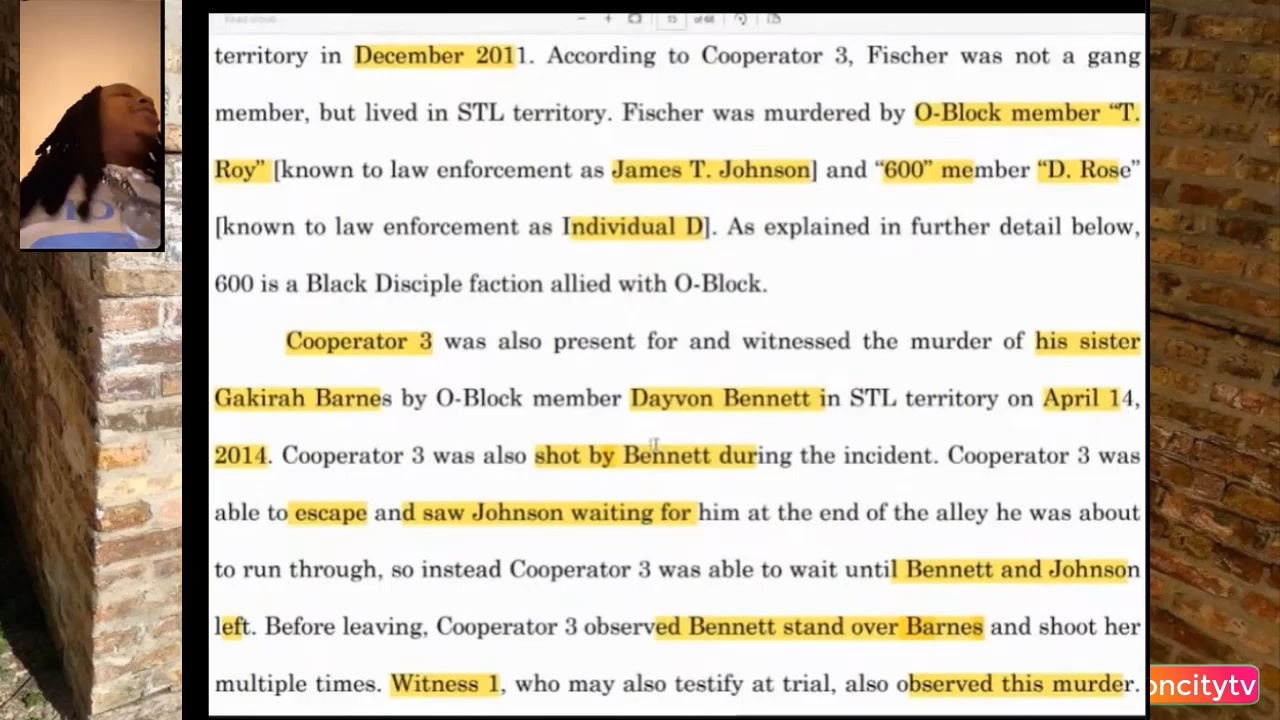 Read aloud
15 of 68
territory in December 2011. According to Cooperator 3, Fischer was not a gang
member, but lived in STL territory. Fischer was murdered by O-Block member “T.
Roy” [known to law enforcement as James T. Johnson] and “600” member “D. Rose”
[known to law enforcement as Individual D]. As explained in further detail below,
600 is a Black Disciple faction allied with O-Block.
Cooperator 3 was also present for and witnessed the murder of his sister
Gakirah Barnes by O-Block member Dayvon Bennett in STL territory on April 14,
2014. Cooperator 3 was also shot by Bennett during the incident. Cooperator 3 was
able to escape and saw Johnson waiting for him at the end of the alley he was about
to run through, so instead Cooperator 3 was able to wait until Bennett and Johnson
left. Before leaving, Cooperator 3 observed Bennett stand over Barnes and shoot her
multiple times. Witness 1, who may also testify at trial, also observed this murder.
oncitytv